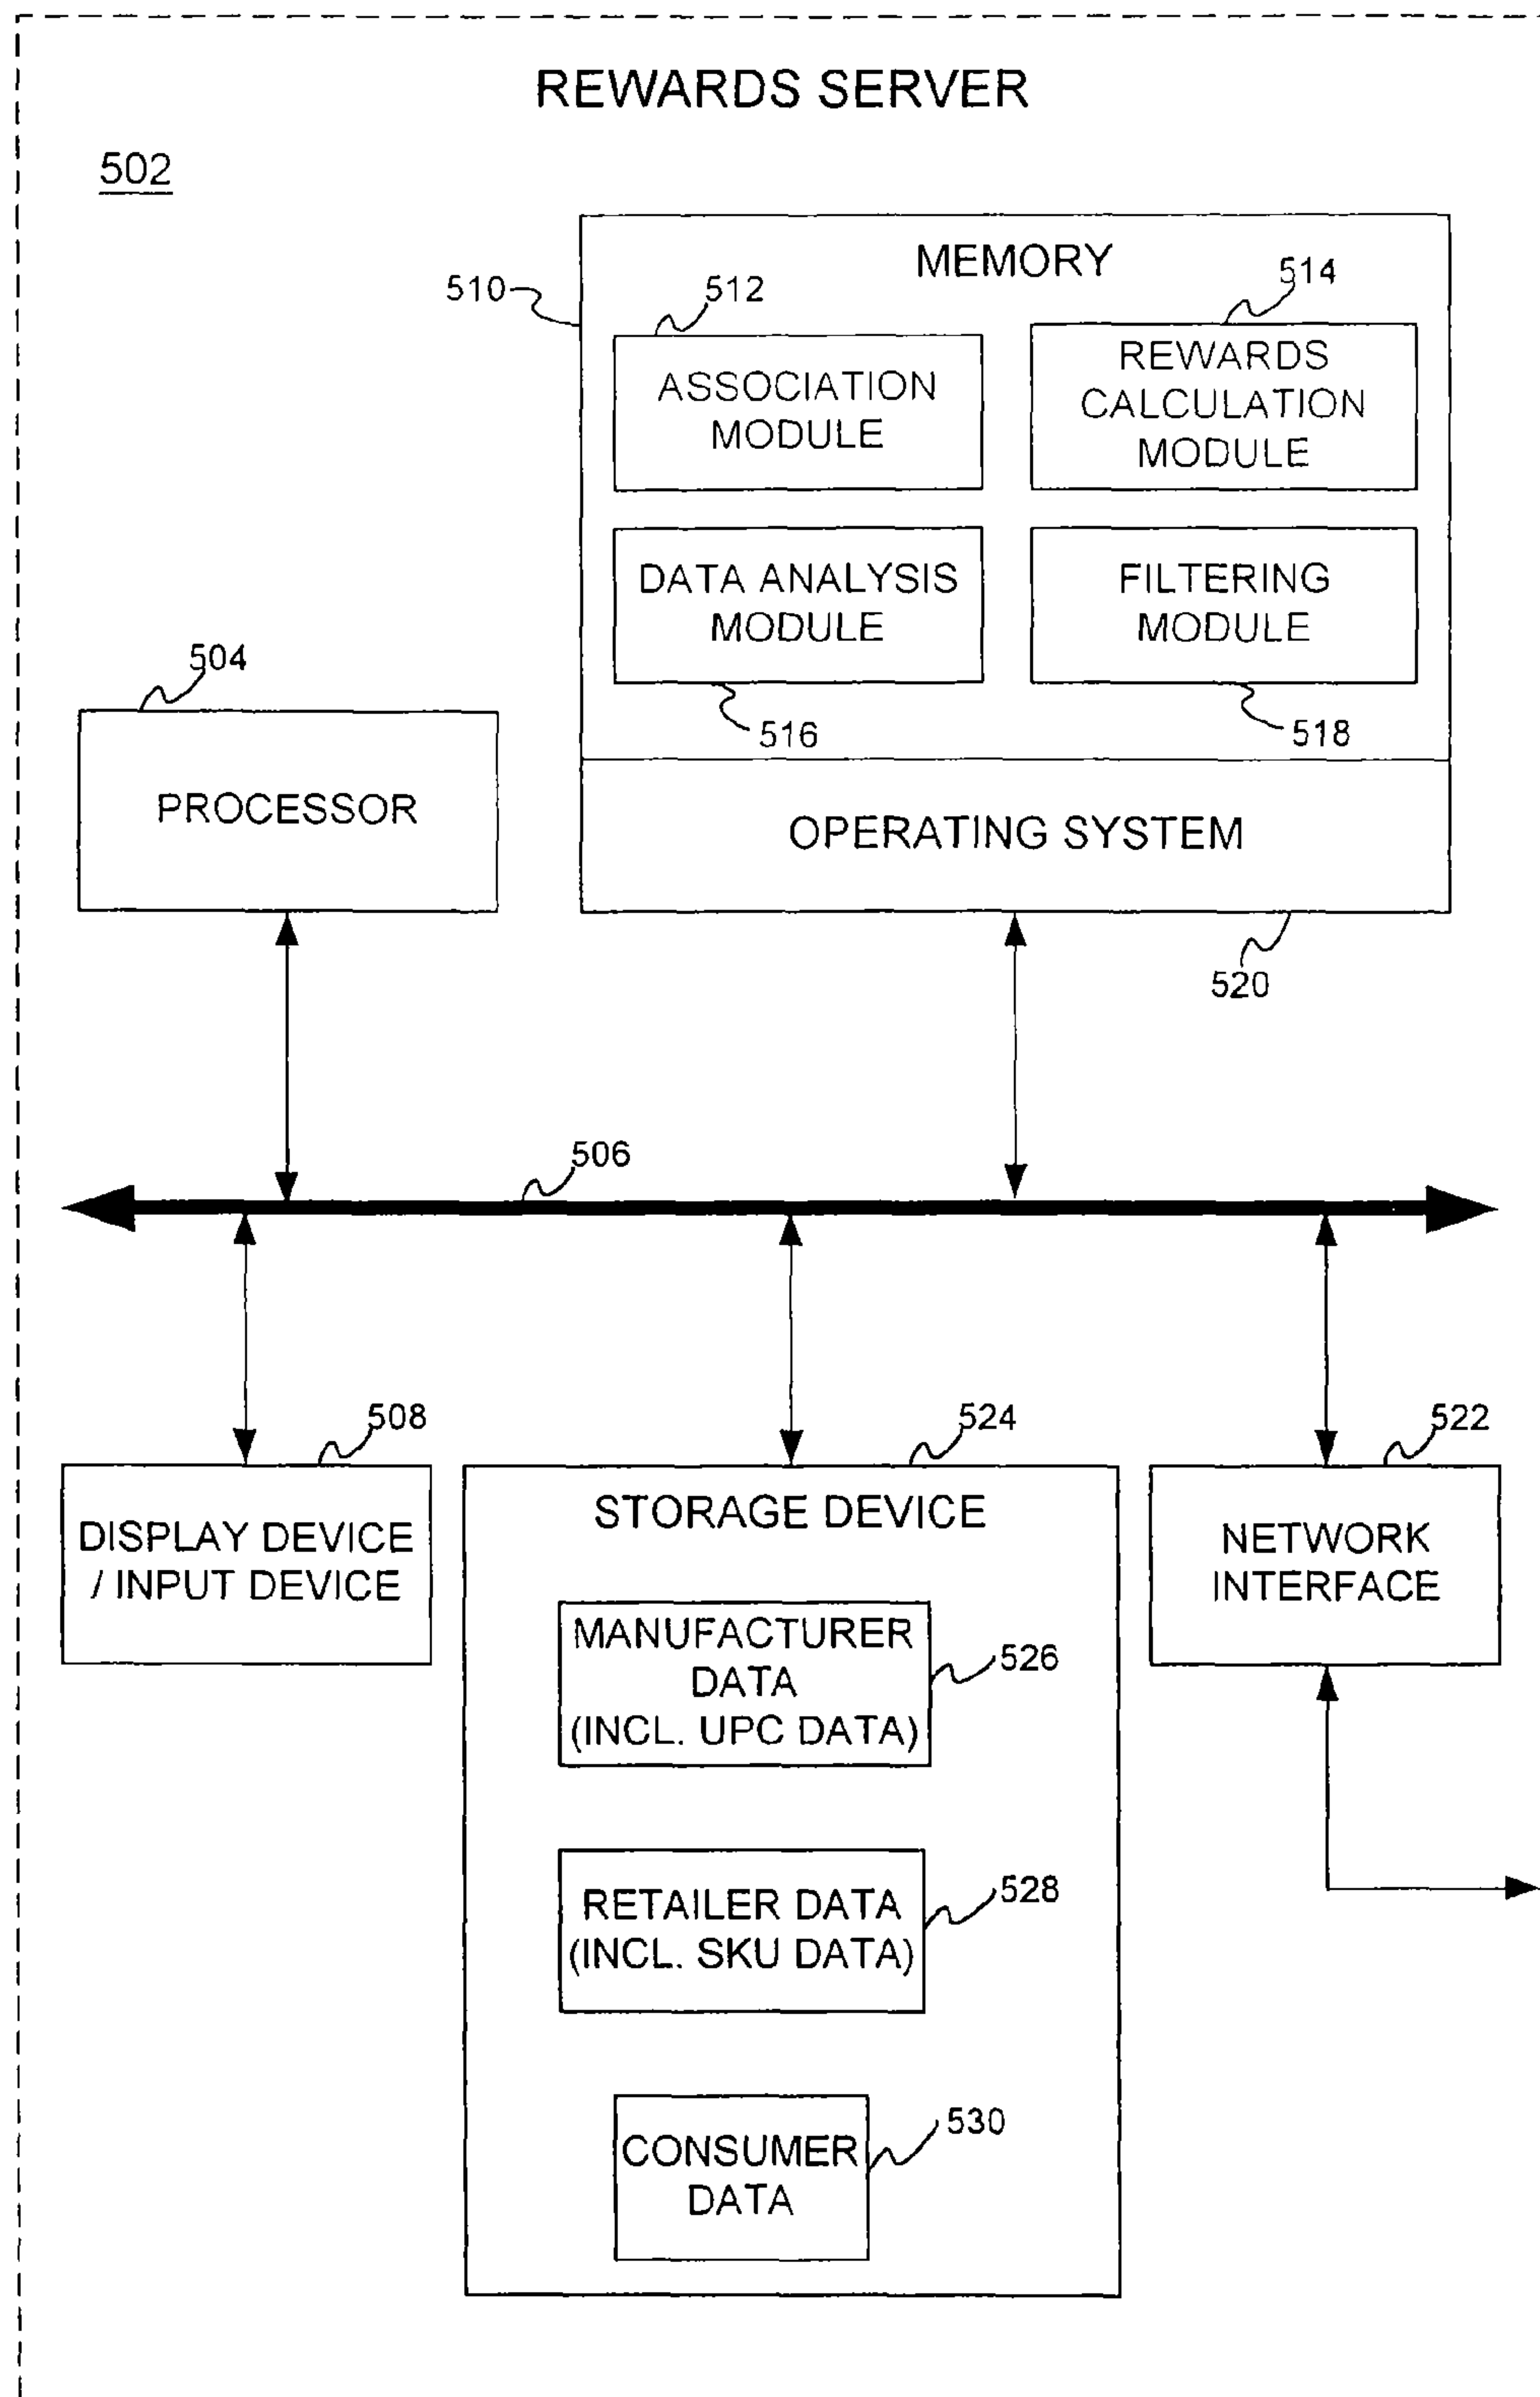 REWARDS SERVER
502
MEMORY
510
512
514
ASSOCIATION
MODULE
REWARDS
CALCULATION
MODULE
DATA ANALYSIS
MODULE
FILTERING
MODULE
504
516
518
PROCESSOR
OPERATING SYSTEM
520
506
508
524
522
DISPLAY DEVICE
/ INPUT DEVICE
STORAGE DEVICE
NETWORK
INTERFACE
MANUFACTURER
DATA
(INCL. UPC DATA)
526
RETAILER DATA
(INCL. SKU DATA)
528
CONSUMER
DATA
530